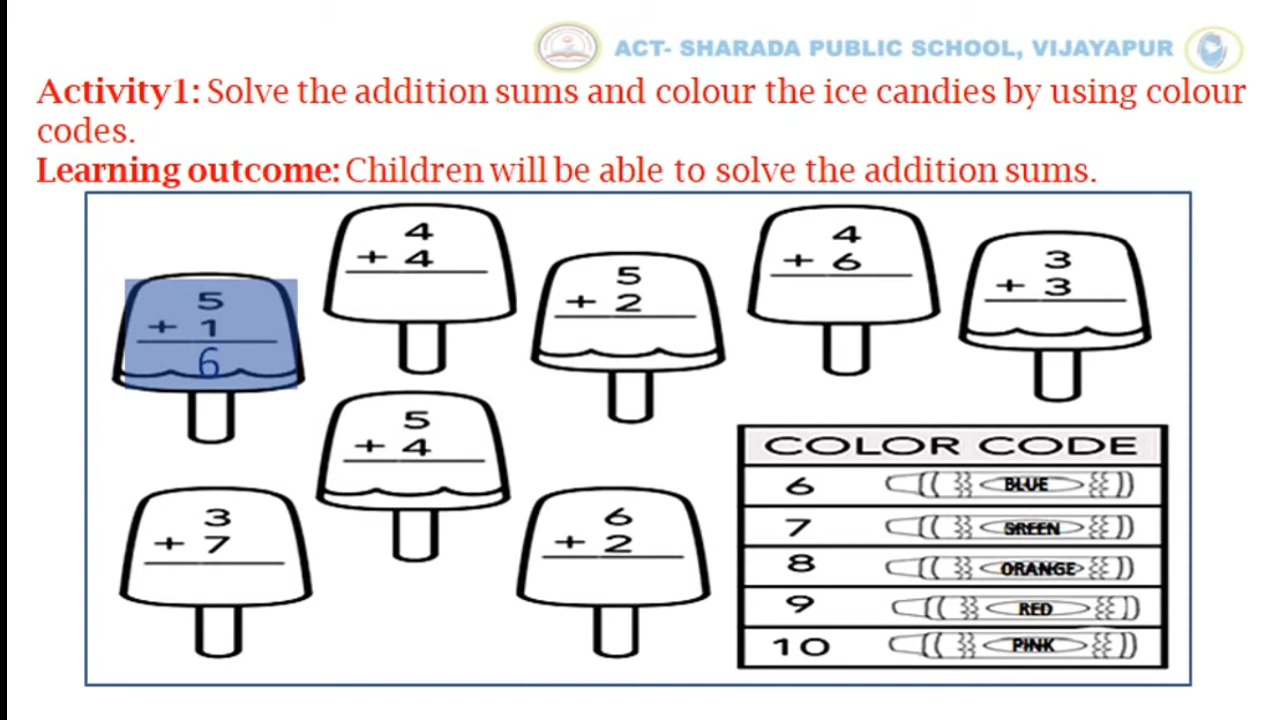 ACT- SHARADA PUBLIC SCHOOL, VIJAYAPUR
Activity1: Solve the addition sums and colour the ice candies by using colour
codes.
Learning outcome: Children will be able to solve the addition sums.
5
+ 1
6
4
+ 4
5
+ 2
4
+ 6
3
+ 3
5
+ 4
3
+ 7
6
+ 2
COLOR CODE
6 BLUE
7 SREEN
8 ORANGE
9 RED
10 PINK